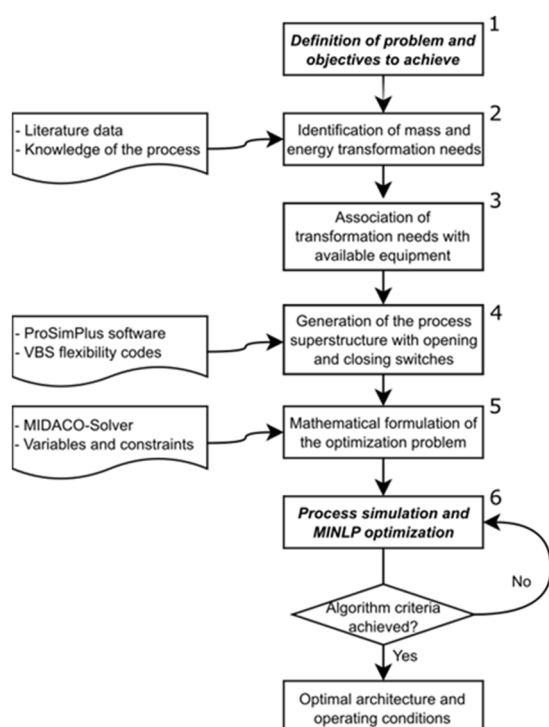 1
Definition of problem and
objectives to achieve
2
- Literature data
- Knowledge of the process
Identification of mass and
energy transformation needs
3
Association of
transformation needs with
available equipment
4
- ProSimPlus software
- VBS flexibility codes
Generation of the process
superstructure with opening
and closing switches
5
- MIDACO-Solver
- Variables and constraints
Mathematical formulation of
the optimization problem
6
Process simulation and
MINLP optimization
No
Algorithm criteria
achieved?
Yes
Optimal architecture and
operating conditions